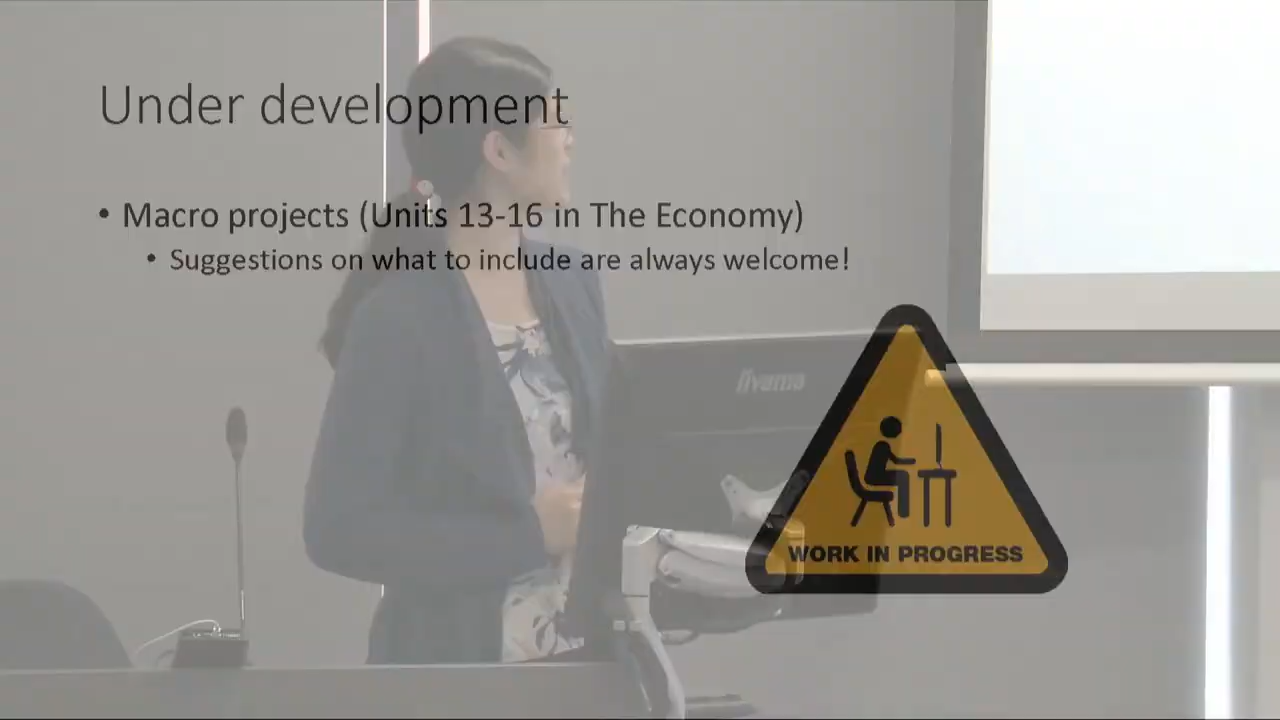 Under development
• Macro projects (Units 13-16 in The Economy)
• Suggestions on what to include are always welcome!
iiyama
WORK IN PROGRESS